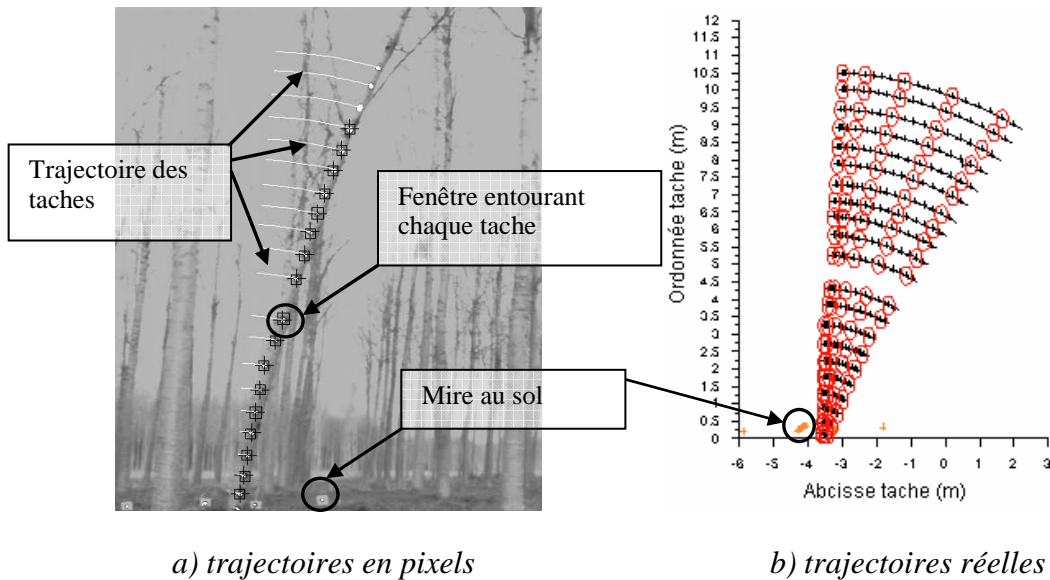 Trajectoire des
taches
Fenêtre entourant
chaque tache
Mire au sol
Ordonnée tache (m)
12
11.5
11
10.5
10
9.5
9
8.5
8
7.5
7
6.5
6
5.5
5
4.5
4
3.5
3
2.5
2
1.5
1
0.5
0
-6 -5 -4 -3 -2 -1 0 1 2 3
Abcisse tache (m)
a) trajectoires en pixels
b) trajectoires réelles